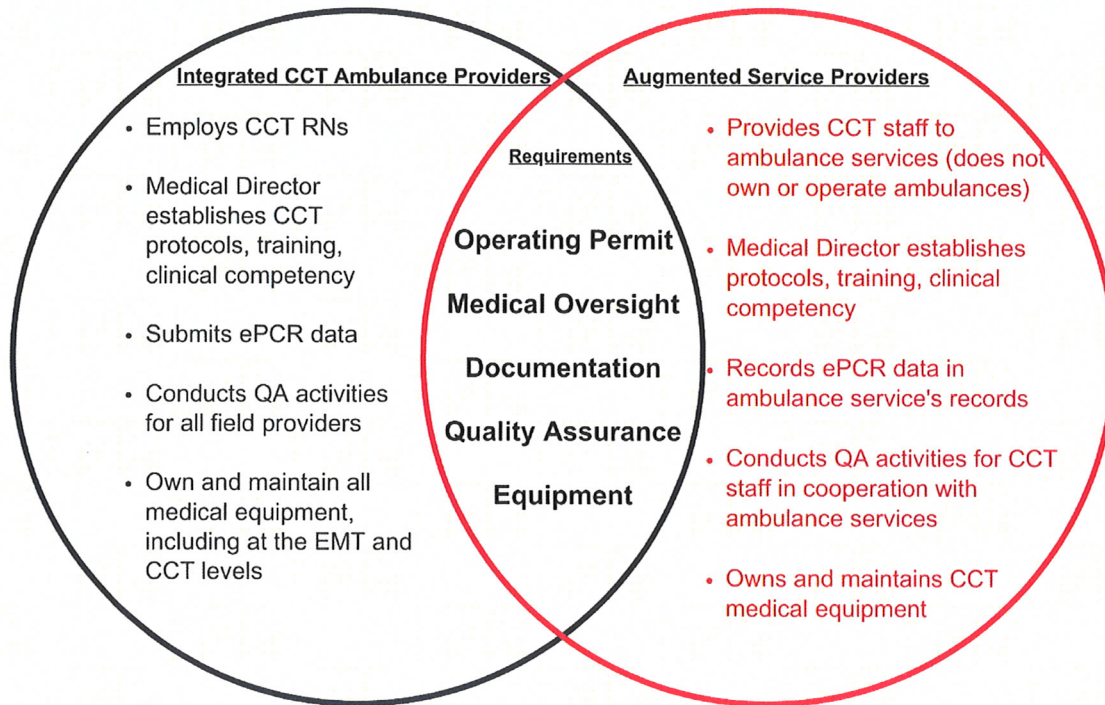 Integrated CCT Ambulance Providers
• Employs CCT RNs
• Medical Director
establishes CCT
protocols, training,
clinical competency
• Submits ePCR data
• Conducts QA activities
for all field providers
• Own and maintain all
medical equipment,
including at the EMT and
CCT levels
Requirements
Operating Permit
Medical Oversight
Documentation
Quality Assurance
Equipment
Augmented Service Providers
• Provides CCT staff to
ambulance services (does not
own or operate ambulances)
• Medical Director establishes
protocols, training, clinical
competency
• Records ePCR data in
ambulance service's records
• Conducts QA activities for CCT
staff in cooperation with
ambulance services
• Owns and maintains CCT
medical equipment